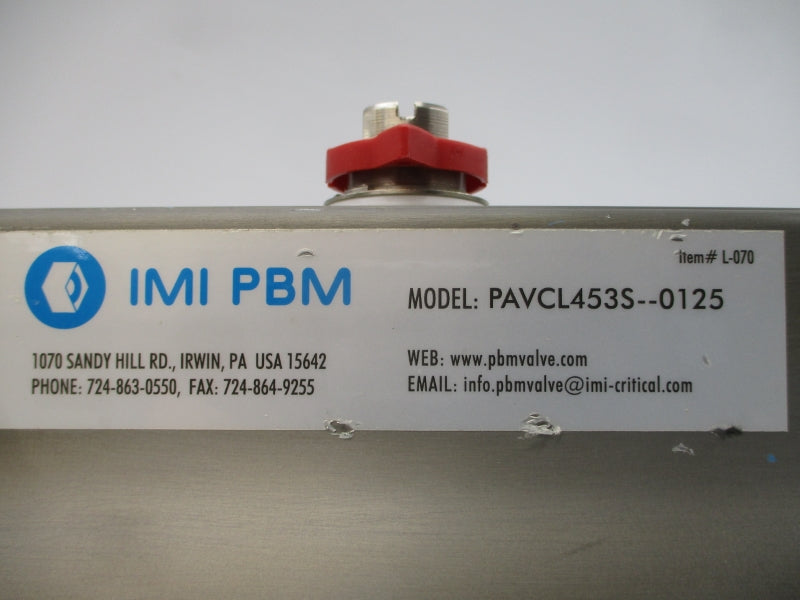 Item# L-070
IMI PBM
MODEL: PAVCL453S--0125
1070 SANDY HILL RD., IRWIN, PA USA 15642
PHONE: 724-863-0550, FAX: 724-864-9255
WEB: www.pbmvalve.com
EMAIL: info.pbmvalve@imi-critical.com